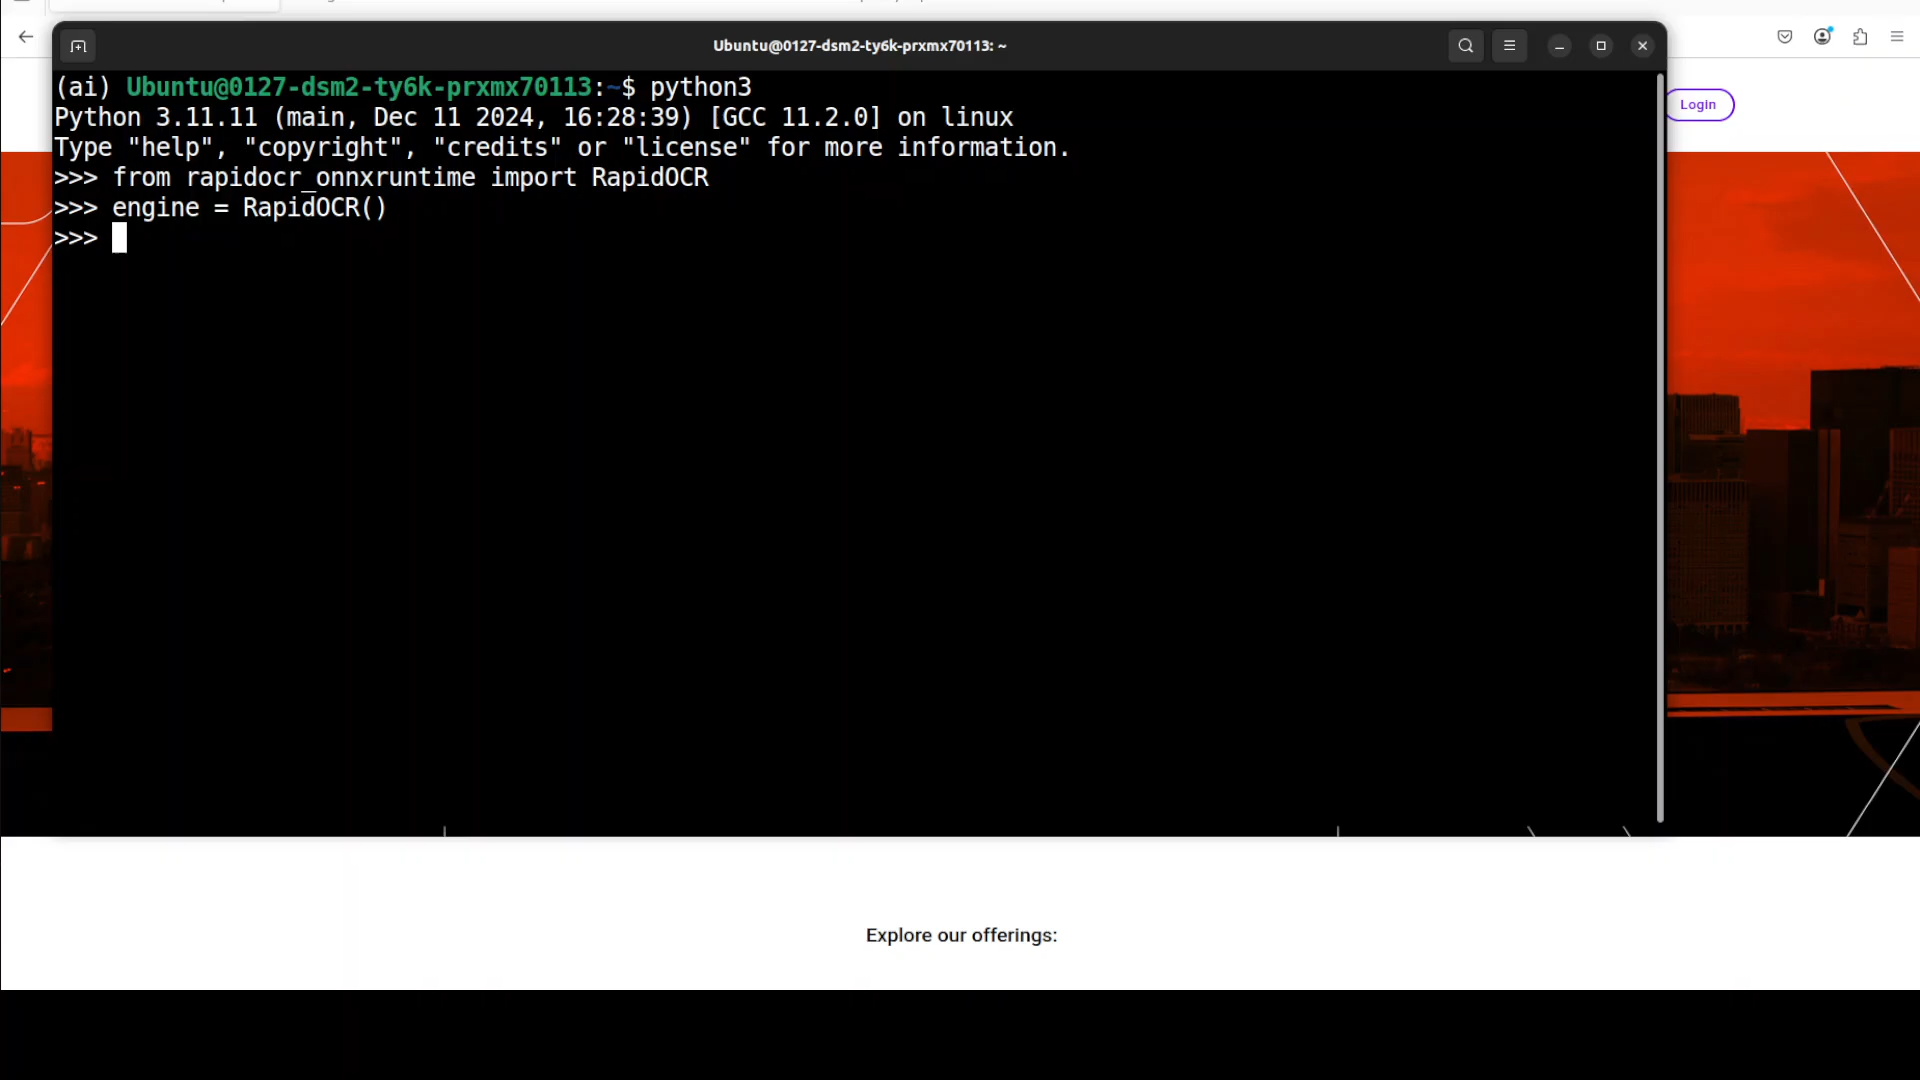 Ubuntu@0127-dsm2-ty6k-prxmx70113: ~
(ai) Ubuntu@0127-dsm2-ty6k-prxmx70113:~$ python3
Python 3.11.11 (main, Dec 11 2024, 16:28:39) [GCC 11.2.0] on linux
Type "help", "copyright", "credits" or "license" for more information.
>>> from rapidocr_onnxruntime import RapidOCR
>>> engine = RapidOCR()
>>>
Login
Explore our offerings: